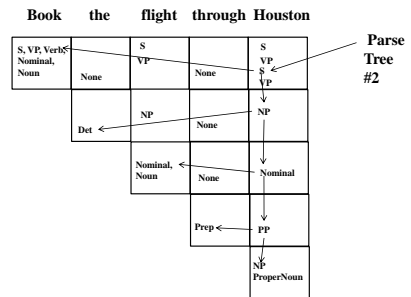 Book the flight through Houston
S, VP, Verb,
Nominal,
Noun
None
S
VP
None
S
VP
S
VP
Parse
Tree
#2
Det
NP
None
NP
Nominal,
Noun
None
Nominal
Prep
PP
NP
ProperNoun